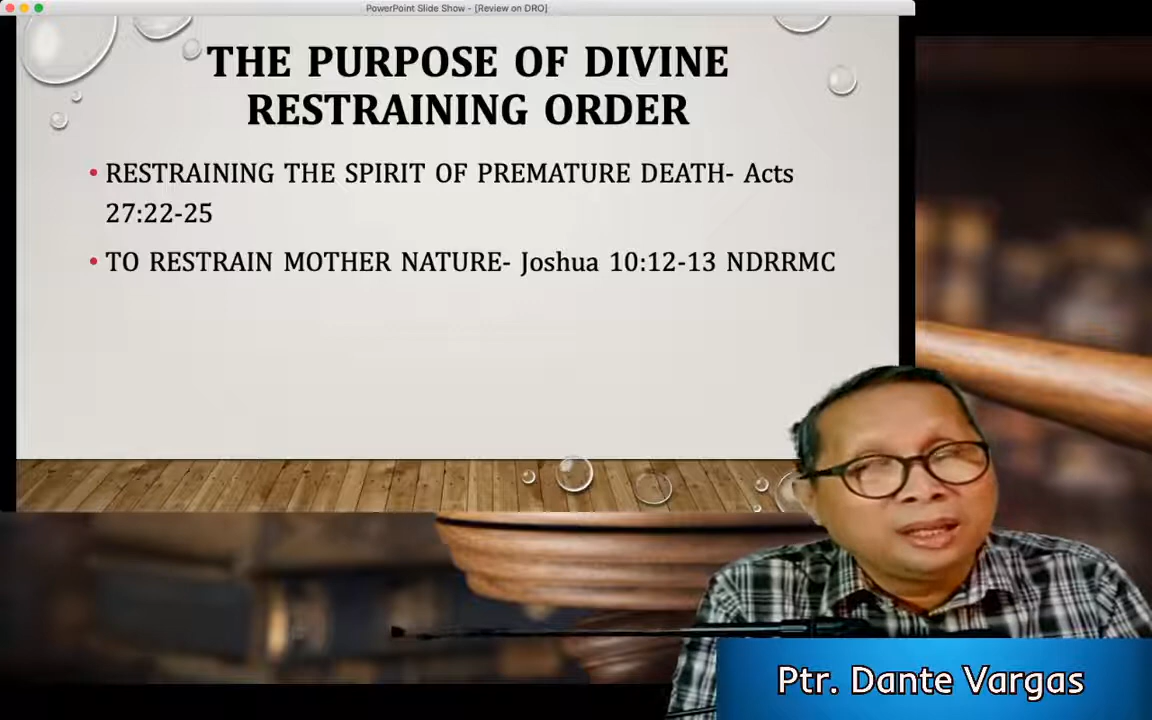 PowerPoint Slide Show - [Review on DRO]
THE PURPOSE OF DIVINE
RESTRAINING ORDER
• RESTRAINING THE SPIRIT OF PREMATURE DEATH- Acts
27:22-25
• TO RESTRAIN MOTHER NATURE- Joshua 10:12-13 NDRRMC
Ptr. Dante Vargas